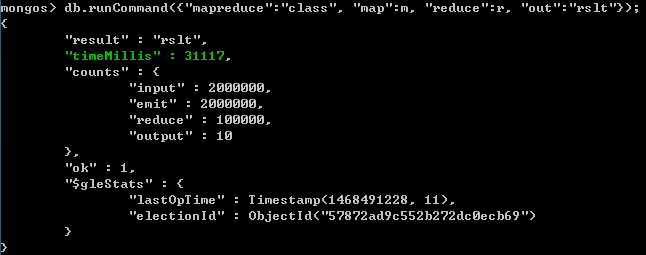 mongos> db.runCommand({"mapreduce":"class", "map":m, "reduce":r, "out":"rslt"});
{
"result" : "rslt",
"timeMillis" : 31117,
"counts" : {
"input" : 2000000,
"emit" : 2000000,
"reduce" : 100000,
"output" : 10
},
"ok" : 1,
"$gleStats" : {
"lastOpTime" : Timestamp(1468491228, 11),
"electionId" : ObjectId("57872ad9c552b272dc0ecb69")
}
}